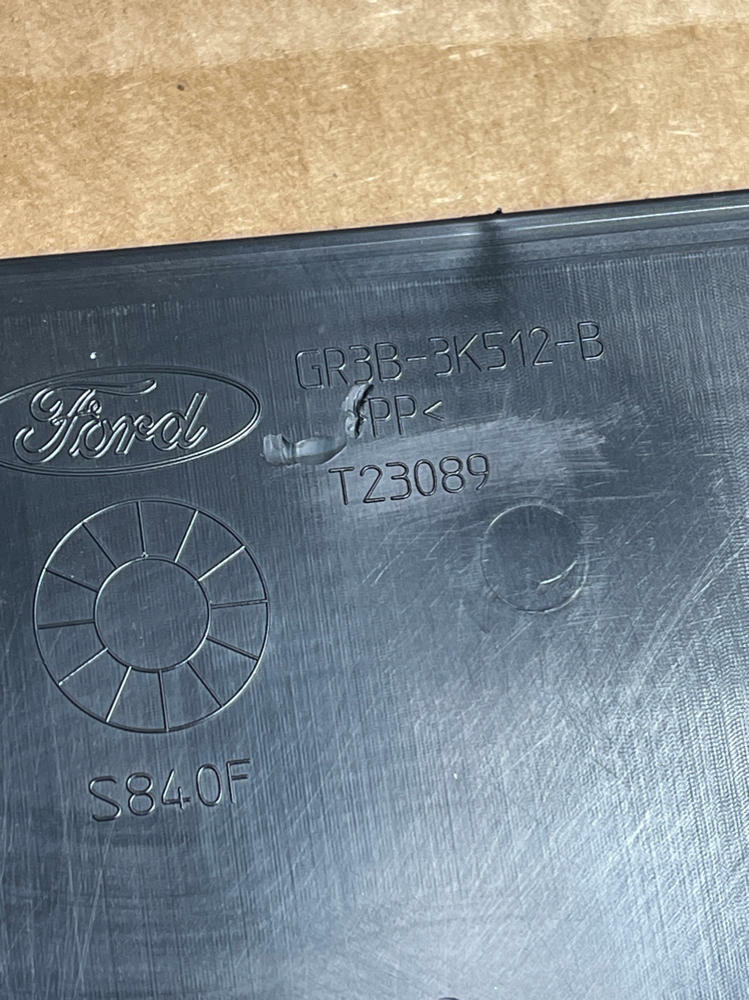 GR3B-3K512-B
Ford
>PP<
T23089
S840F